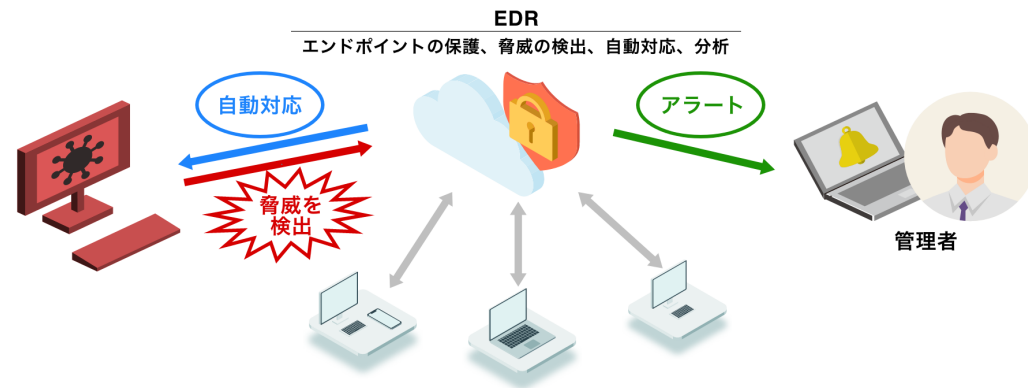 EDR
エンドポイントの保護、脅威の検出、自動対応、分析
自動対応
アラート
脅威を
検出
管理者